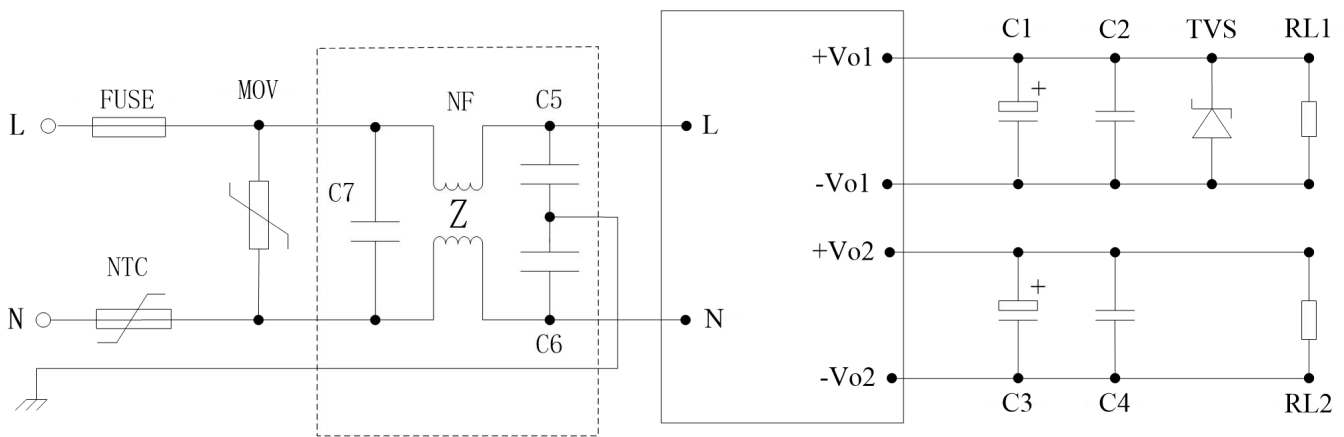 C1 C2 TVS RL1
+Vo1
FUSE MOV NF C5
L L
-Vo1
C7
Z
+Vo2
NTC
N N
C6
-Vo2
C3 C4 RL2
+
+